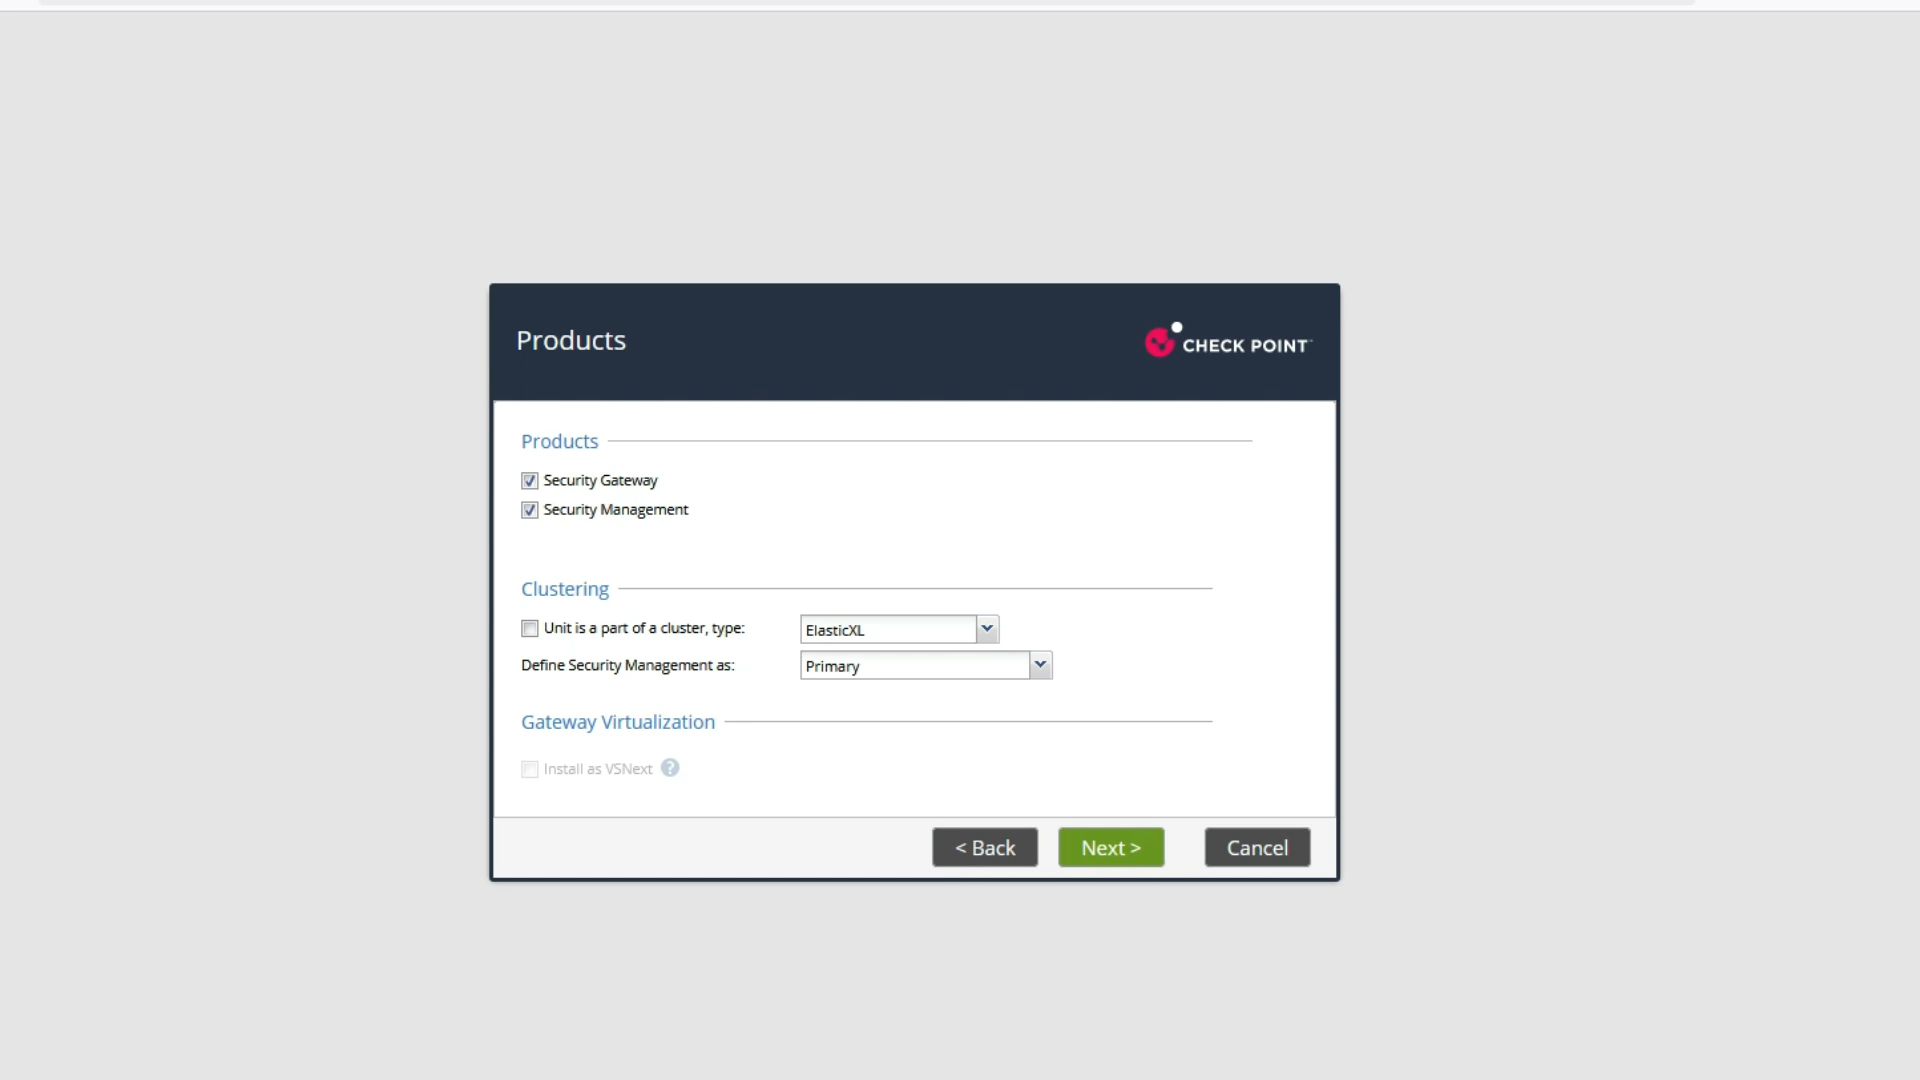 Products
CHECK POINT
Products
Security Gateway
Security Management
Clustering
Unit is a part of a cluster, type:
ElasticXL
Define Security Management as:
Primary
Gateway Virtualization
Install as VSNext ?
< Back
Next >
Cancel